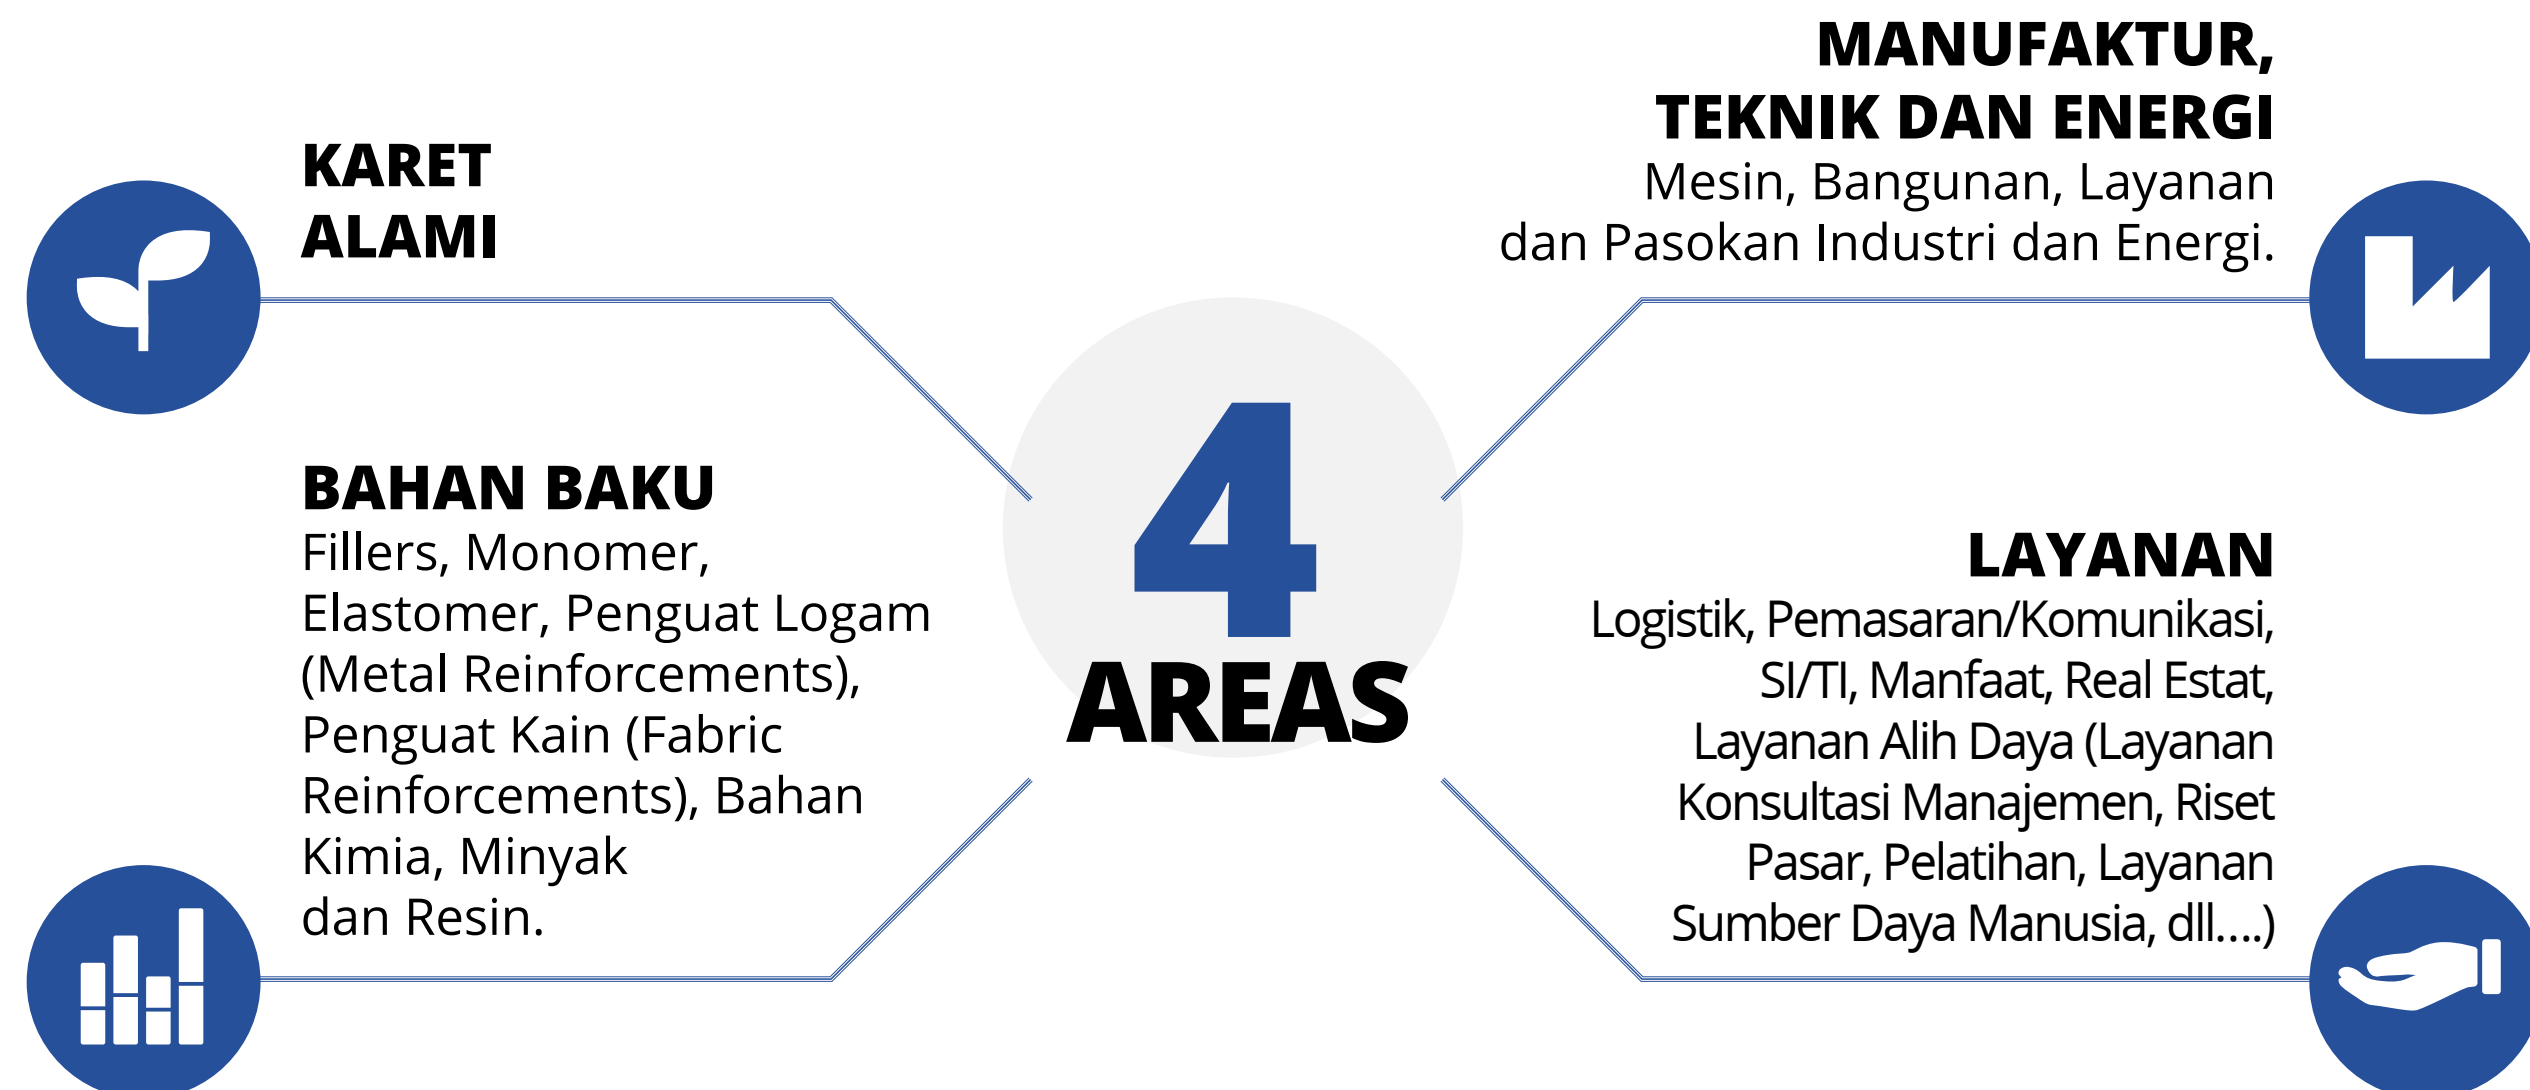 KARET
ALAMI
BAHAN BAKU
Fillers, Monomer,
Elastomer, Penguat Logam
(Metal Reinforcements),
Penguat Kain (Fabric
Reinforcements), Bahan
Kimia, Minyak
dan Resin.
4
AREAS
MANUFAKTUR,
TEKNIK DAN ENERGI
Mesin, Bangunan, Layanan
dan Pasokan Industri dan Energi.
LAYANAN
Logistik, Pemasaran/Komunikasi,
SI/TI, Manfaat, Real Estat,
Layanan Alih Daya (Layanan
Konsultasi Manajemen, Riset
Pasar, Pelatihan, Layanan
Sumber Daya Manusia, dll....)